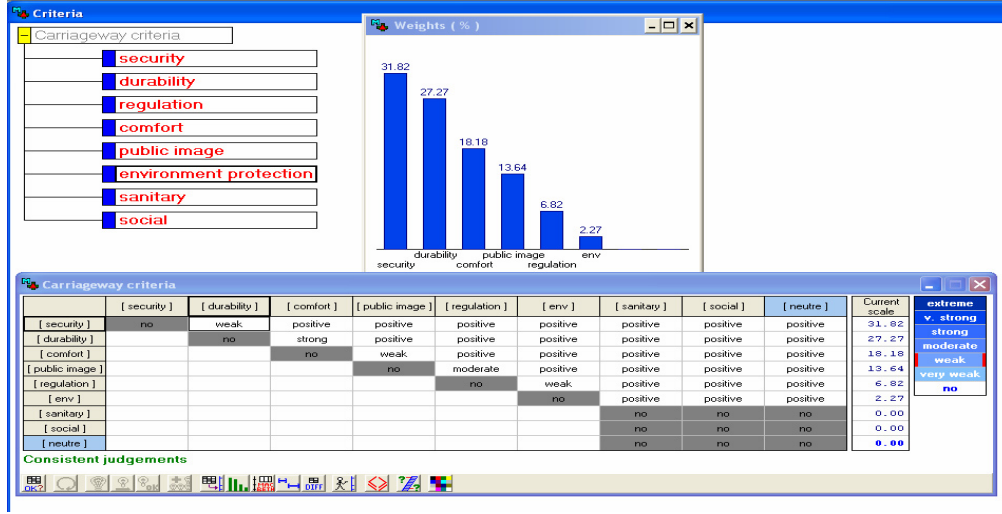 Criteria
Carriageway criteria
security
durability
regulation
comfort
public image
environment protection
sanitary
social
Weights ( % )
31.82
27.27
18.18
13.64
6.82
2.27
durability public image env
security comfort regulation
Carriageway criteria
[ security ] [ durability ] [ comfort ] [ public image ] [ regulation ] [ env ] [ sanitary ] [ social ] [ neutre ] Current scale
[ security ] no weak positive positive positive positive positive positive positive 31.82
[ durability ] no strong positive positive positive positive positive positive 27.27
[ comfort ] no weak positive positive positive positive positive 18.18
[ public image ] no moderate positive positive positive positive 13.64
[ regulation ] no weak positive positive positive 6.82
[ env ] no positive positive positive 2.27
[ sanitary ] no no no 0.00
[ social ] no no no 0.00
[ neutre ] no no no 0.00
extreme
v. strong
strong
moderate
weak
very weak
no
Consistent judgements
OK? DIFF